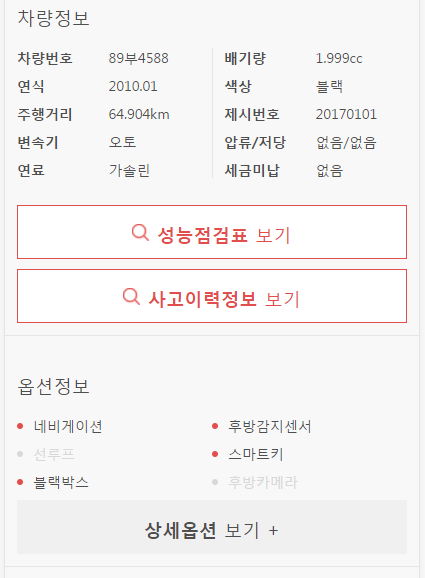 차량정보
차량번호 89부4588 배기량 1.999cc
연식 2010.01 색상 블랙
주행거리 64.904km 제시번호 20170101
변속기 오토 압류/저당 없음/없음
연료 가솔린 세금미납 없음
성능점검표 보기
사고이력정보 보기
옵션정보
네비게이션 후방감지센서
선루프 스마트키
블랙박스 후방카메라
상세옵션 보기 +